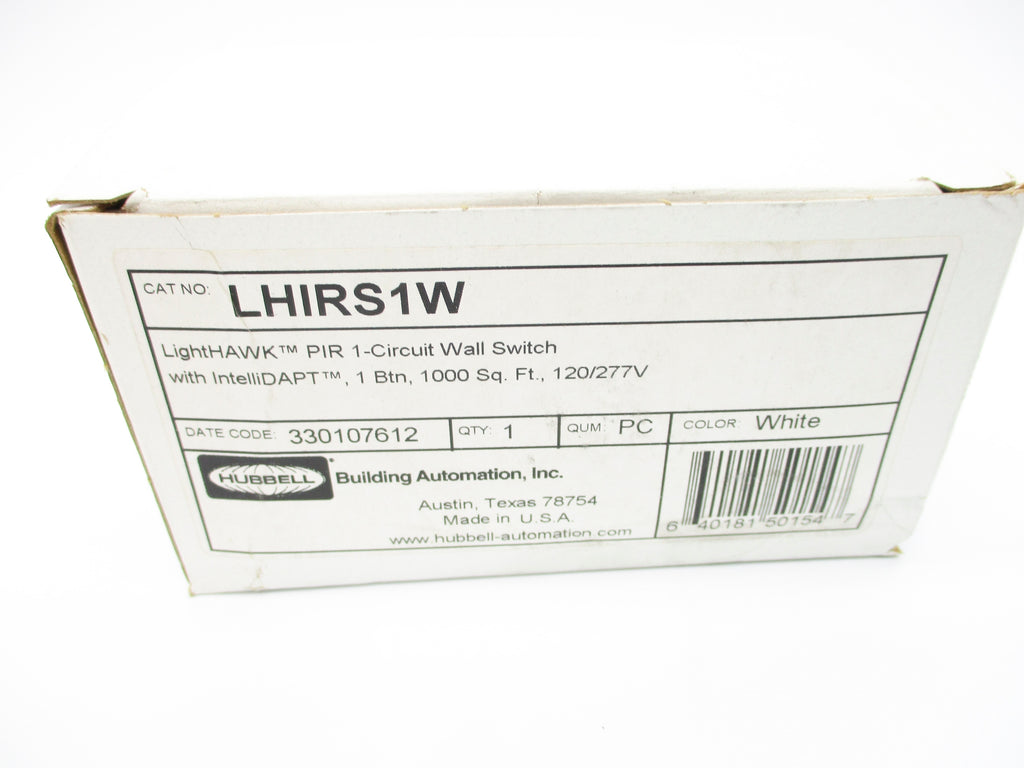 CAT NO: LHIRS1W
LightHAWK™ PIR 1-Circuit Wall Switch
with IntelliDAPT™, 1 Btn, 1000 Sq. Ft., 120/277V
DATE CODE: 330107612 QTY: 1 QUM: PC COLOR: White
HUBBELL Building Automation, Inc.
Austin, Texas 78754
Made in U.S.A.
www.hubbell-automation.com
6 40181 50154 7